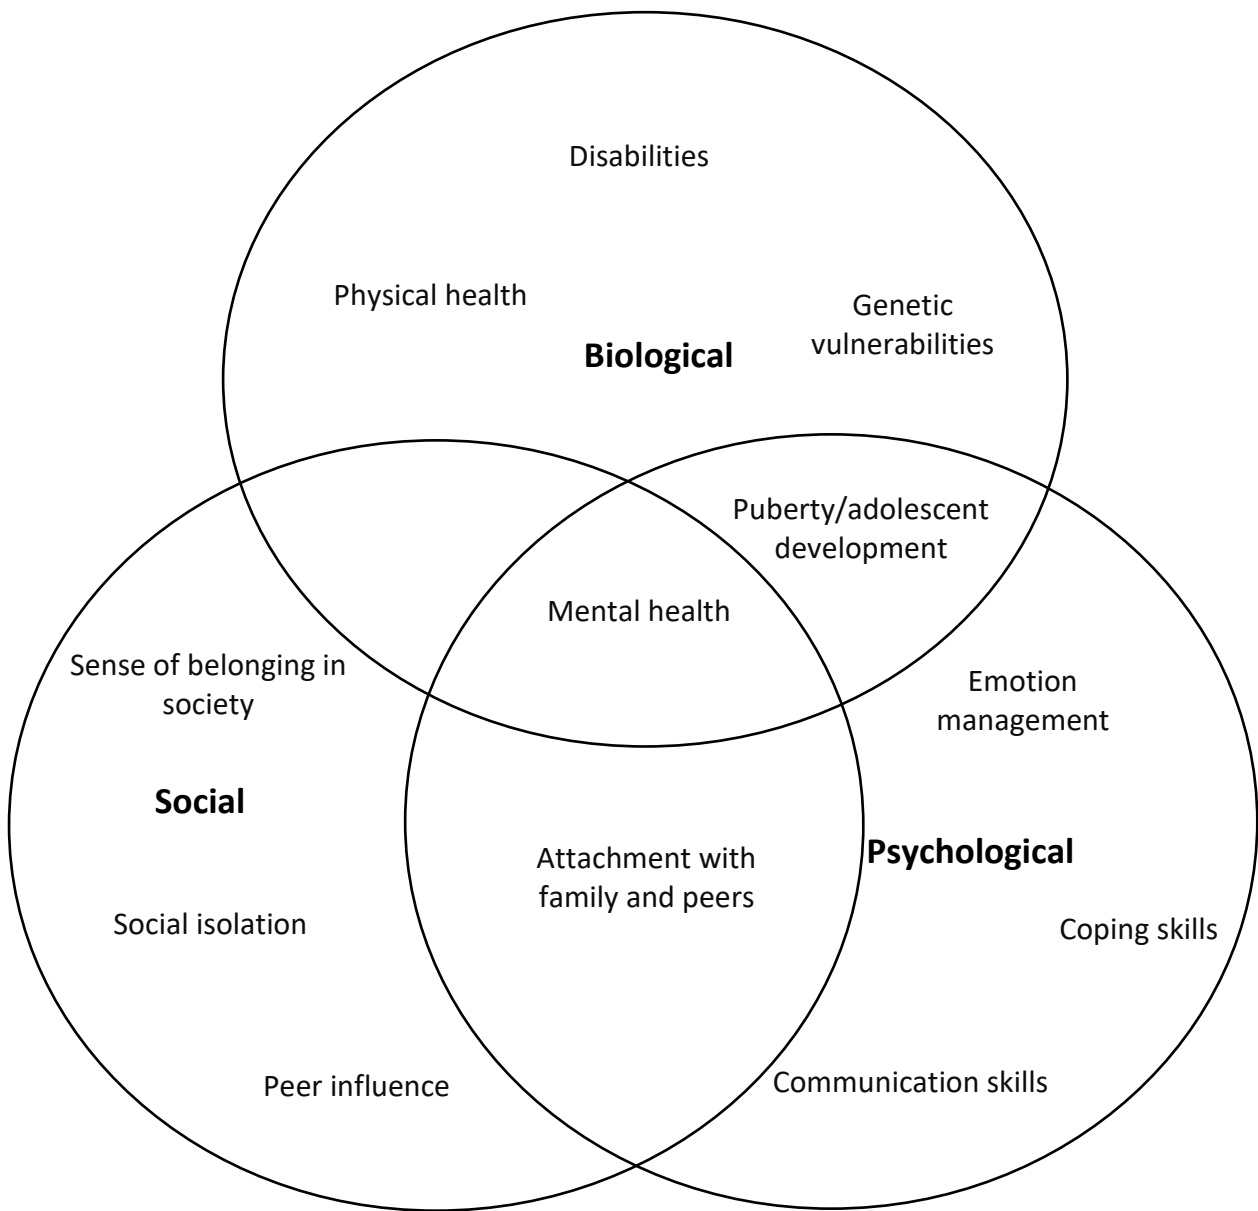 Disabilities
Physical health
Genetic
vulnerabilities
Biological
Puberty/adolescent
development
Mental health
Sense of belonging in
society
Emotion
management
Social
Psychological
Attachment with
family and peers
Social isolation
Coping skills
Peer influence
Communication skills